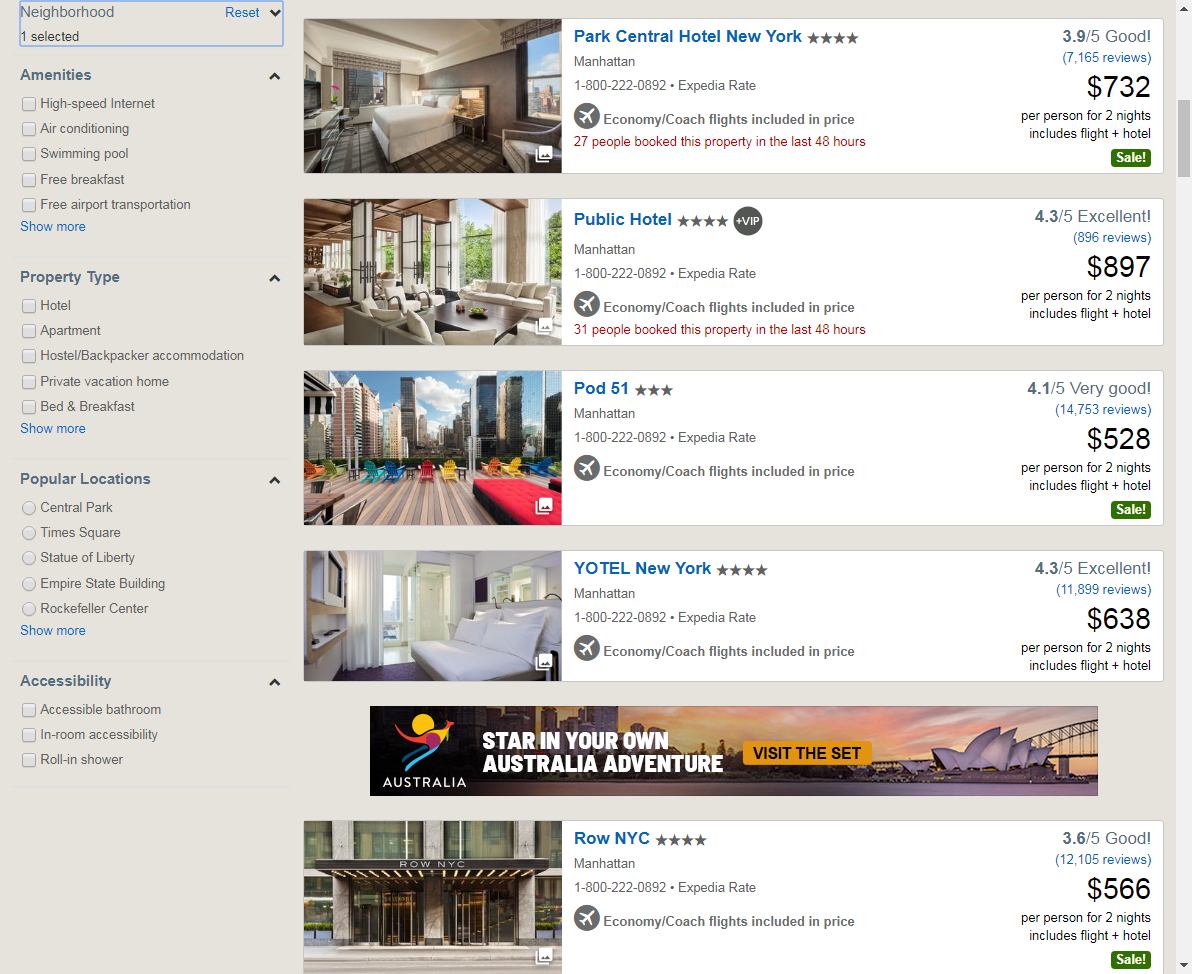 Neighborhood
Reset
1 selected
Amenities
High-speed Internet
Air conditioning
Swimming pool
Free breakfast
Free airport transportation
Show more
Property Type
Hotel
Apartment
Hostel/Backpacker accommodation
Private vacation home
Bed & Breakfast
Show more
Popular Locations
Central Park
Times Square
Statue of Liberty
Empire State Building
Rockefeller Center
Show more
Accessibility
Accessible bathroom
In-room accessibility
Roll-in shower
Park Central Hotel New York
Manhattan
1-800-222-0892 • Expedia Rate
Economy/Coach flights included in price
27 people booked this property in the last 48 hours
3.9/5 Good!
(7,165 reviews)
$732
per person for 2 nights
includes flight + hotel
Sale!
Public Hotel +VIP
Manhattan
1-800-222-0892 • Expedia Rate
Economy/Coach flights included in price
31 people booked this property in the last 48 hours
4.3/5 Excellent!
(896 reviews)
$897
per person for 2 nights
includes flight + hotel
Pod 51
Manhattan
1-800-222-0892 • Expedia Rate
Economy/Coach flights included in price
4.1/5 Very good!
(14,753 reviews)
$528
per person for 2 nights
includes flight + hotel
Sale!
YOTEL New York
Manhattan
1-800-222-0892 • Expedia Rate
Economy/Coach flights included in price
4.3/5 Excellent!
(11,899 reviews)
$638
per person for 2 nights
includes flight + hotel
AUSTRALIA
STAR IN YOUR OWN
AUSTRALIA ADVENTURE
VISIT THE SET
ROW NYC
Row NYC
Manhattan
1-800-222-0892 • Expedia Rate
Economy/Coach flights included in price
3.6/5 Good!
(12,105 reviews)
$566
per person for 2 nights
includes flight + hotel
Sale!